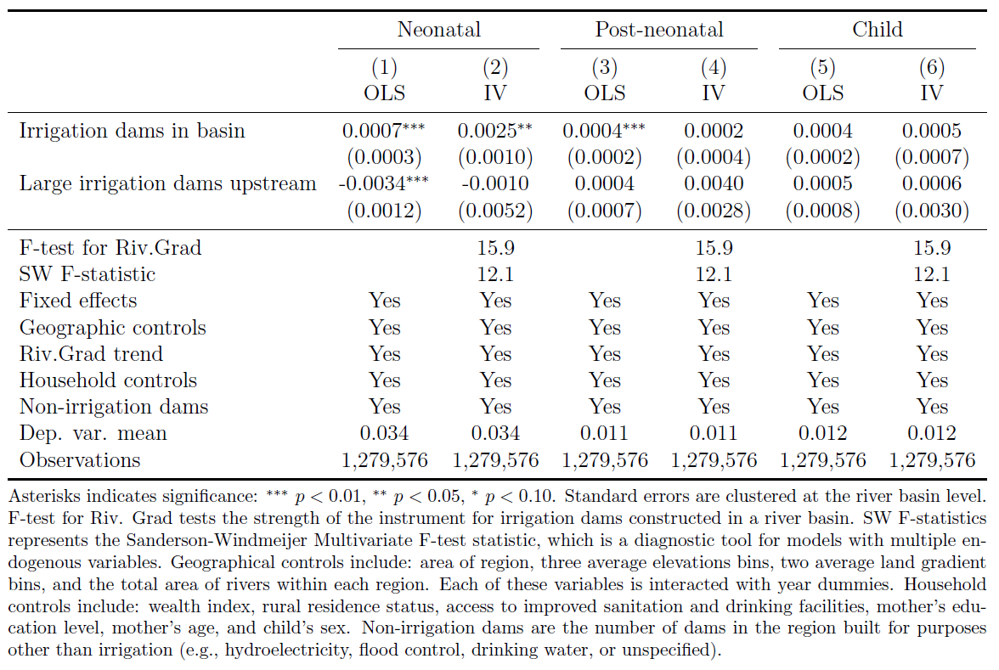 Neonatal Post-neonatal Child
(1) (2) (3) (4) (5) (6)
OLS IV OLS IV OLS IV
Irrigation dams in basin 0.0007*** 0.0025** 0.0004*** 0.0002 0.0004 0.0005
(0.0003) (0.0010) (0.0002) (0.0004) (0.0002) (0.0007)
Large irrigation dams upstream -0.0034*** -0.0010 0.0004 0.0040 0.0005 0.0006
(0.0012) (0.0052) (0.0007) (0.0028) (0.0008) (0.0030)
F-test for Riv.Grad 15.9 15.9 15.9
SW F-statistic 12.1 12.1 12.1
Fixed effects Yes Yes Yes Yes Yes Yes
Geographic controls Yes Yes Yes Yes Yes Yes
Riv.Grad trend Yes Yes Yes Yes Yes Yes
Household controls Yes Yes Yes Yes Yes Yes
Non-irrigation dams Yes Yes Yes Yes Yes Yes
Dep. var. mean 0.034 0.034 0.011 0.011 0.012 0.012
Observations 1,279,576 1,279,576 1,279,576 1,279,576 1,279,576 1,279,576
Asterisks indicates significance: *** p < 0.01, ** p < 0.05, * p < 0.10. Standard errors are clustered at the river basin level.
F-test for Riv. Grad tests the strength of the instrument for irrigation dams constructed in a river basin. SW F-statistics
represents the Sanderson-Windmeijer Multivariate F-test statistic, which is a diagnostic tool for models with multiple en-
dogenous variables. Geographical controls include: area of region, three average elevations bins, two average land gradient
bins, and the total area of rivers within each region. Each of these variables is interacted with year dummies. Household
controls include: wealth index, rural residence status, access to improved sanitation and drinking facilities, mother's edu-
cation level, mother's age, and child's sex. Non-irrigation dams are the number of dams in the region built for purposes
other than irrigation (e.g., hydroelectricity, flood control, drinking water, or unspecified).